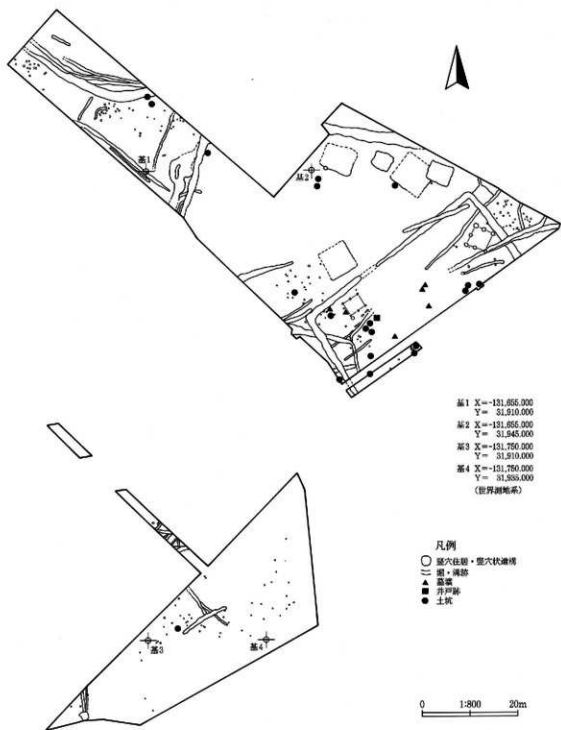 基1
基2
基1 X=-131,655.000
Y= 31,910.000
基2 X=-131,655.000
Y= 31,945.000
基3 X=-131,750.000
Y= 31,910.000
基4 X=-131,750.000
Y= 31,935.000
(世界測地系)
凡例
竪穴住居・竪穴状遺構
堀・溝跡
墓壙
井戸跡
土坑
基3
基4
0 1:800 20m